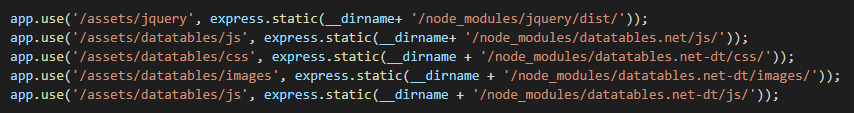 app.use('/assets/jquery', express.static(__dirname+ '/node_modules/jquery/dist/'));
app.use('/assets/datatables/js', express.static(__dirname+ '/node_modules/datatables.net/js/'));
app.use('/assets/datatables/css', express.static(__dirname + '/node_modules/datatables.net-dt/css/'));
app.use('/assets/datatables/images', express.static(__dirname + '/node_modules/datatables.net-dt/images/'));
app.use('/assets/datatables/js', express.static(__dirname + '/node_modules/datatables.net-dt/js/'));